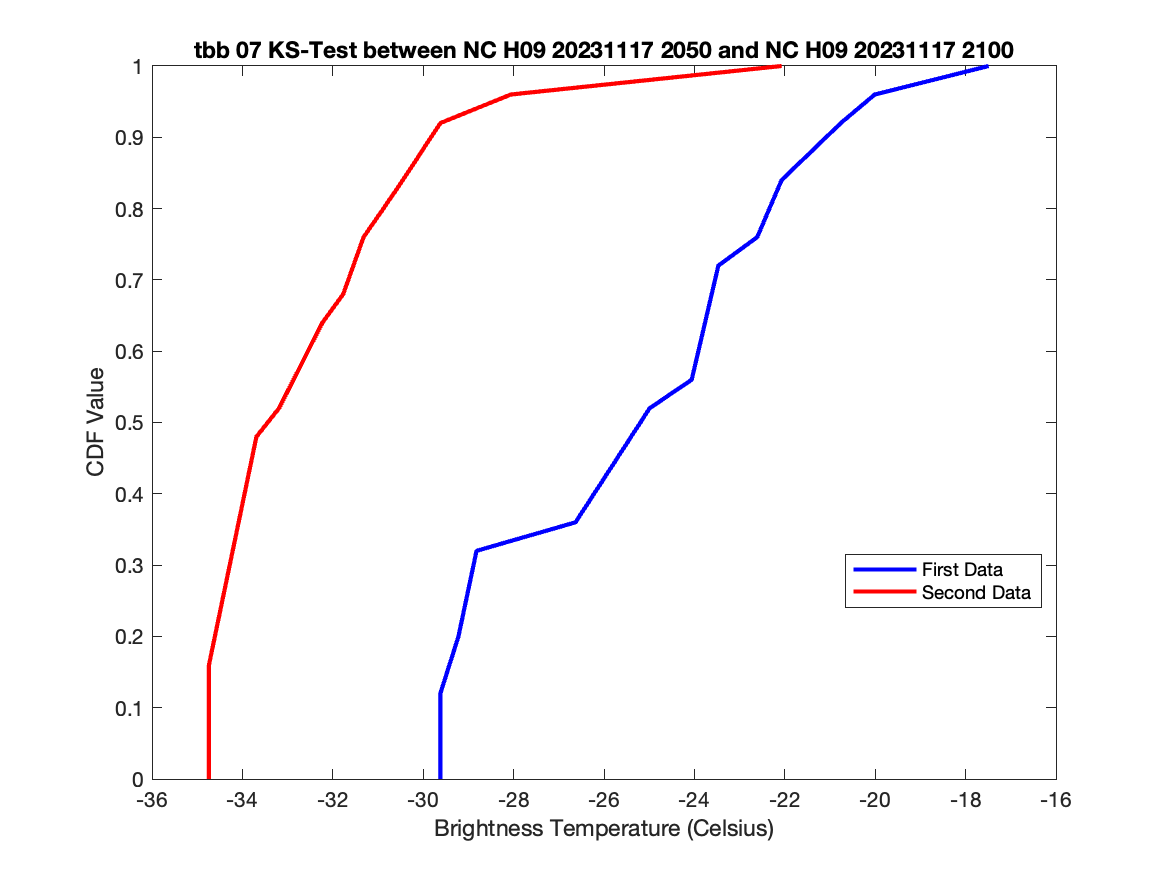 tbb 07 KS-Test between NC H09 20231117 2050 and NC H09 20231117 2100
1
0.9
0.8
0.7
0.6
0.5
0.4
0.3
0.2
0.1
0
CDF Value
First Data
Second Data
-36 -34 -32 -30 -28 -26 -24 -22 -20 -18 -16
Brightness Temperature (Celsius)